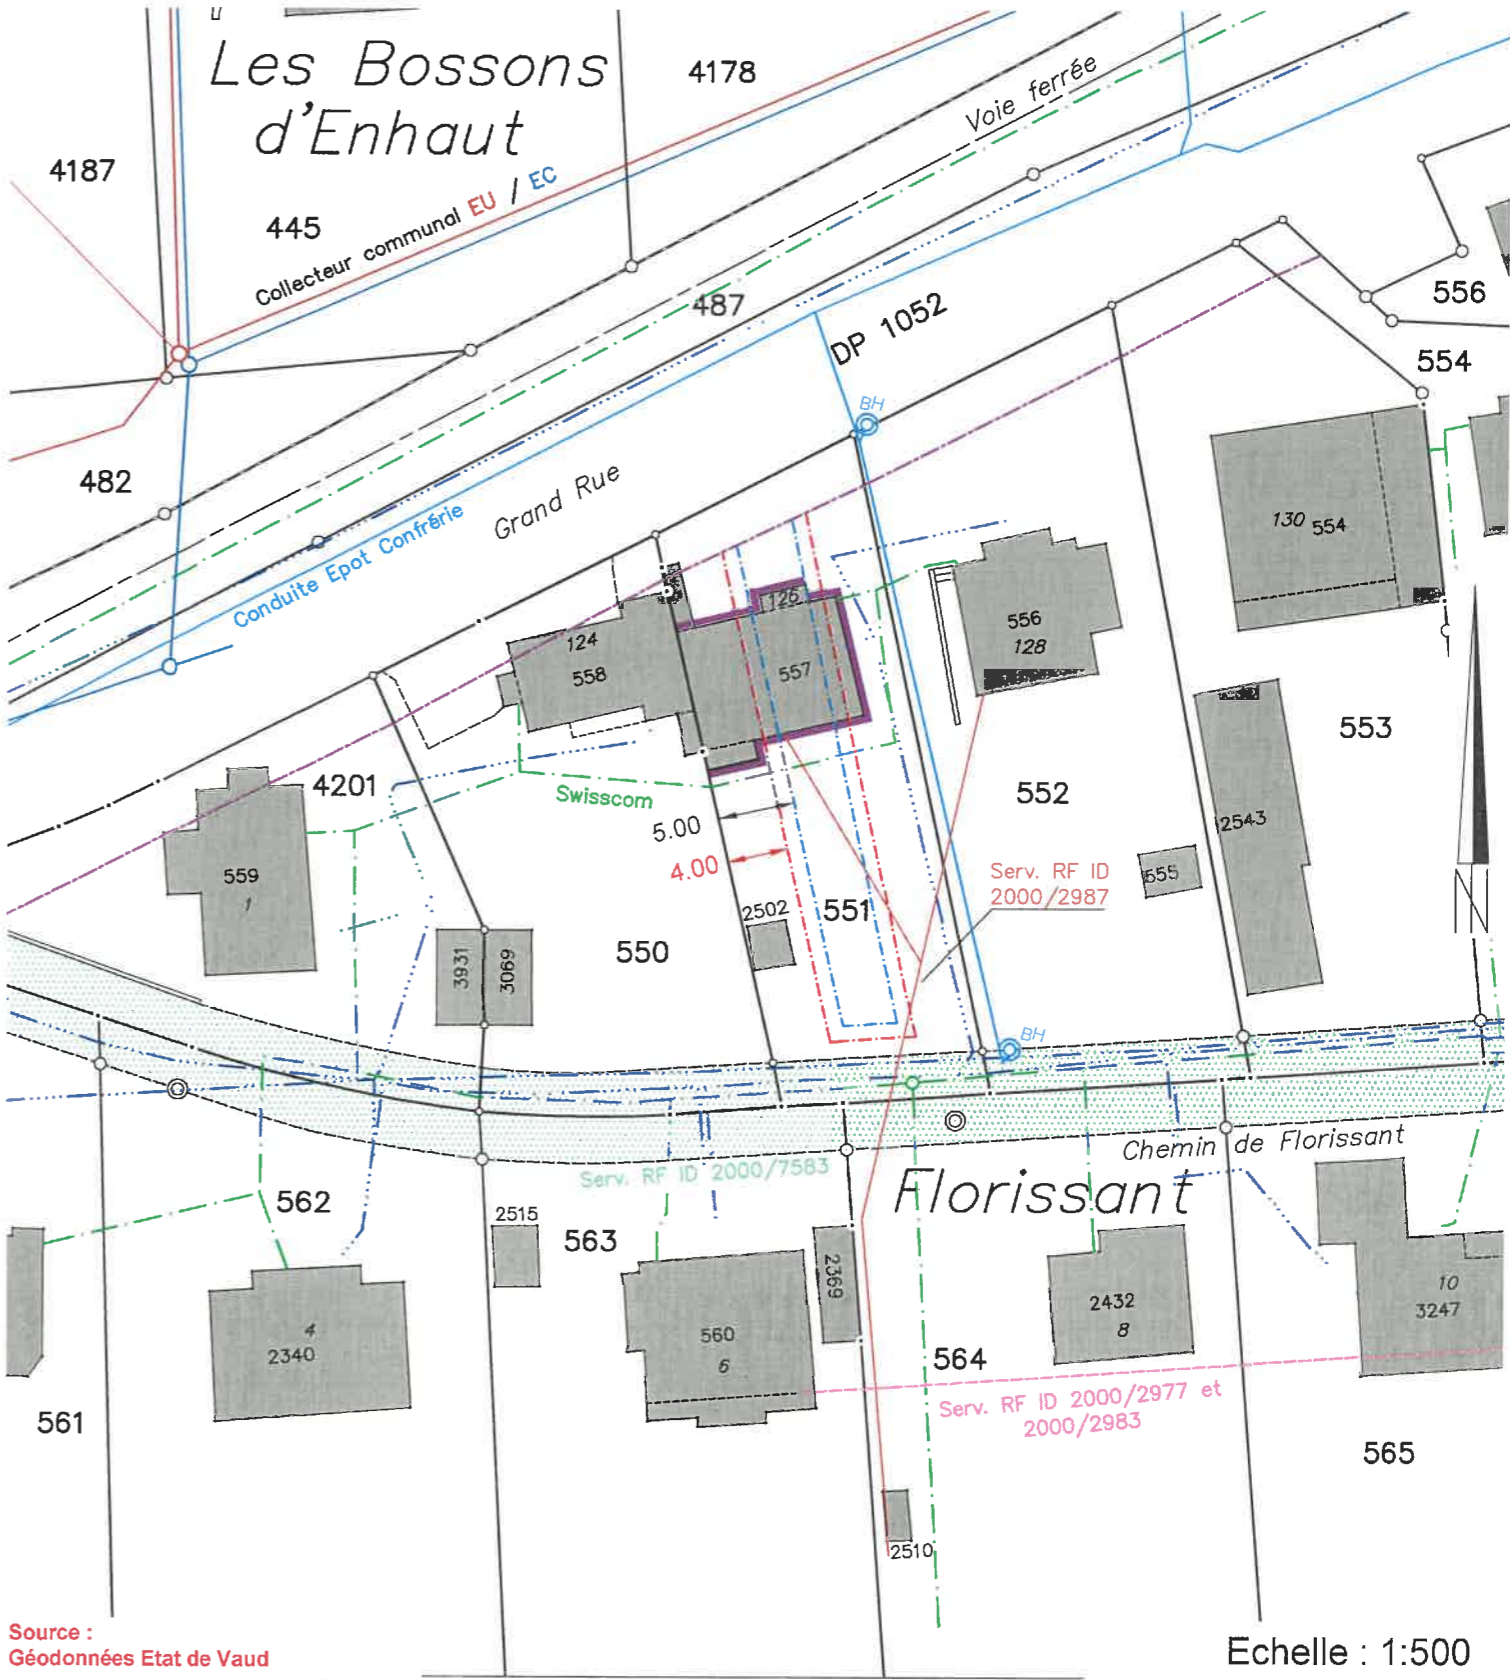 Les Bossons
d'Enhaut
4178
Voie ferrée
4187
445
Collecteur communal EU / EC
487
DP 1052
556
554
BH
482
Grand Rue
Conduite Epot Confrérie
130 554
126
124
558
557
556
128
553
4201
Swisscom
5.00
4.00
552
2543
555
559
1
Serv. RF ID
2000/2987
2502
551
550
3931
3069
N
BH
Chemin de Florissant
Serv. RF ID 2000/7583
Florissant
562
2515
563
2369
4
2340
560
6
2432
8
10
3247
564
Serv. RF ID 2000/2977 et
2000/2983
561
565
2510
Source :
Géodonnées Etat de Vaud
Echelle : 1:500